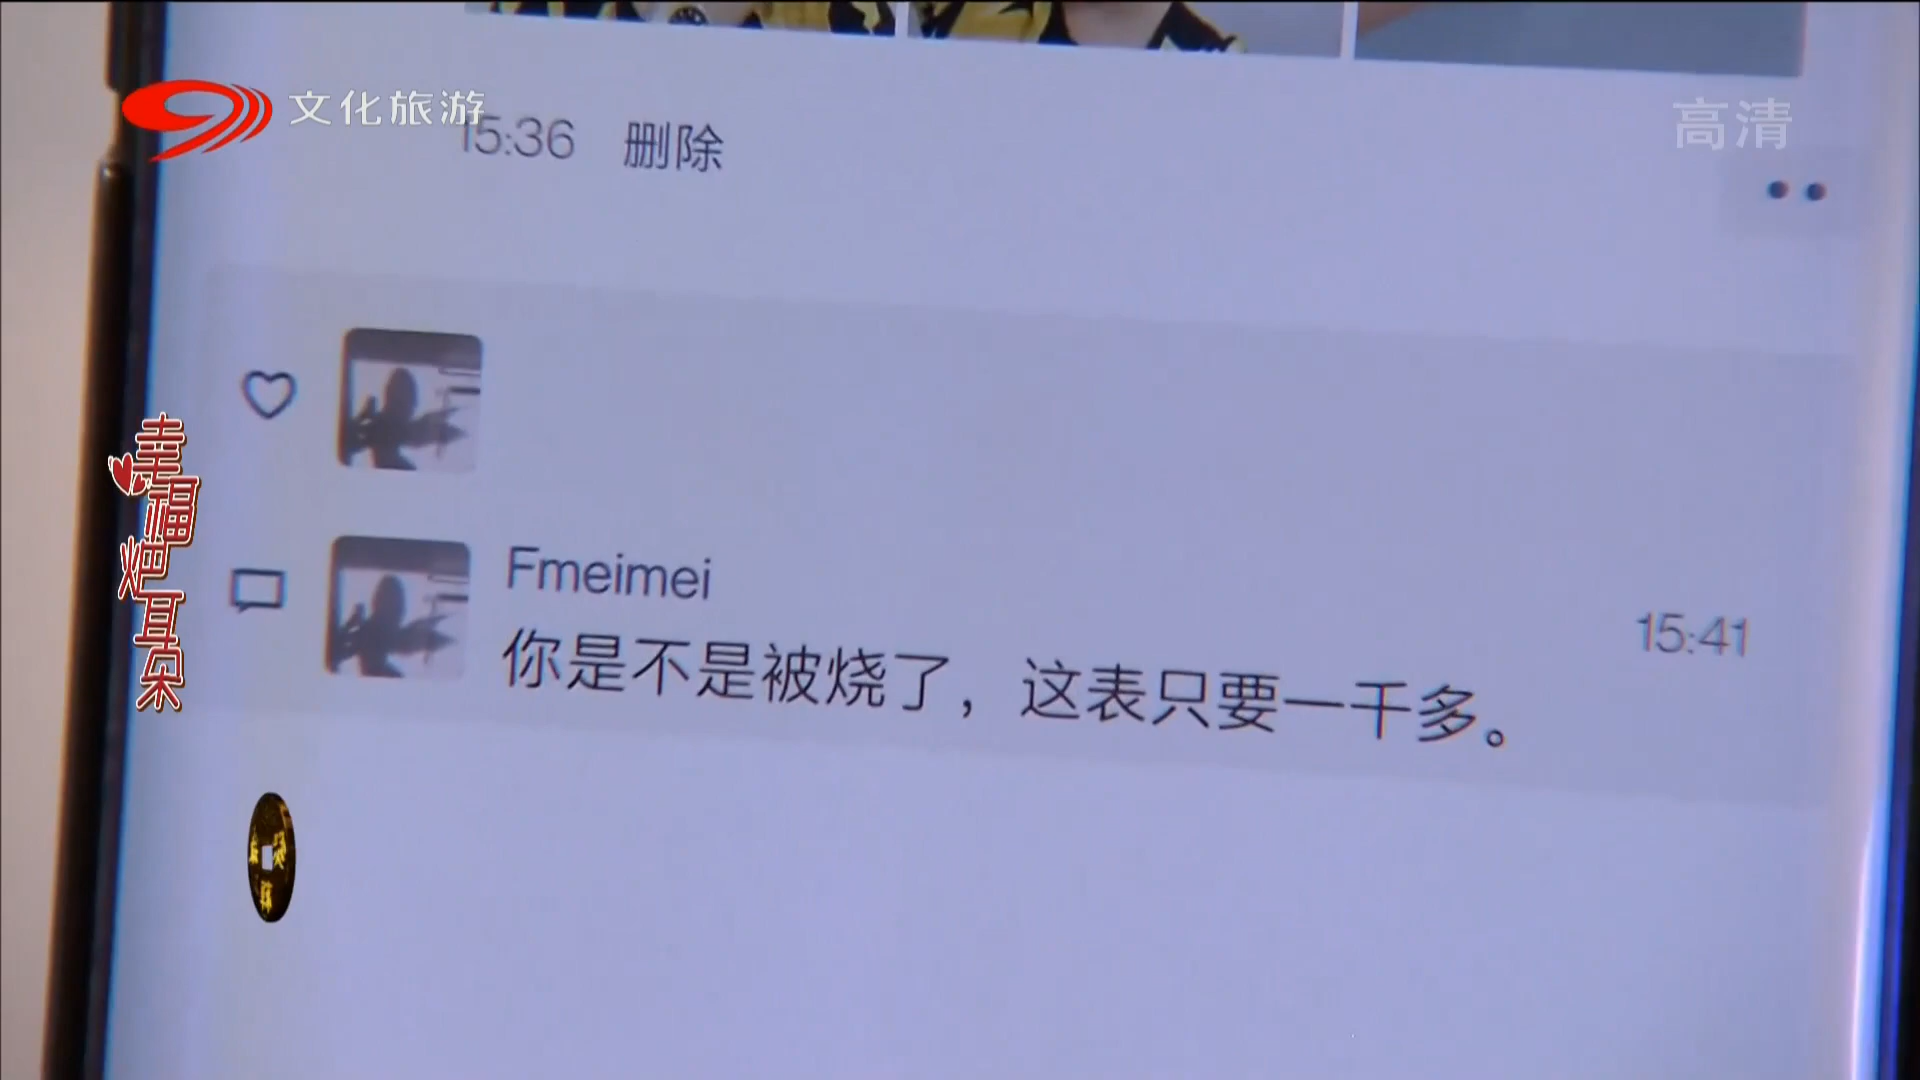 文化旅游
高清
15:36 删除
幸福耙耳朵
Fmeimei
15:41
你是不是被烧了，这表只要一千多。